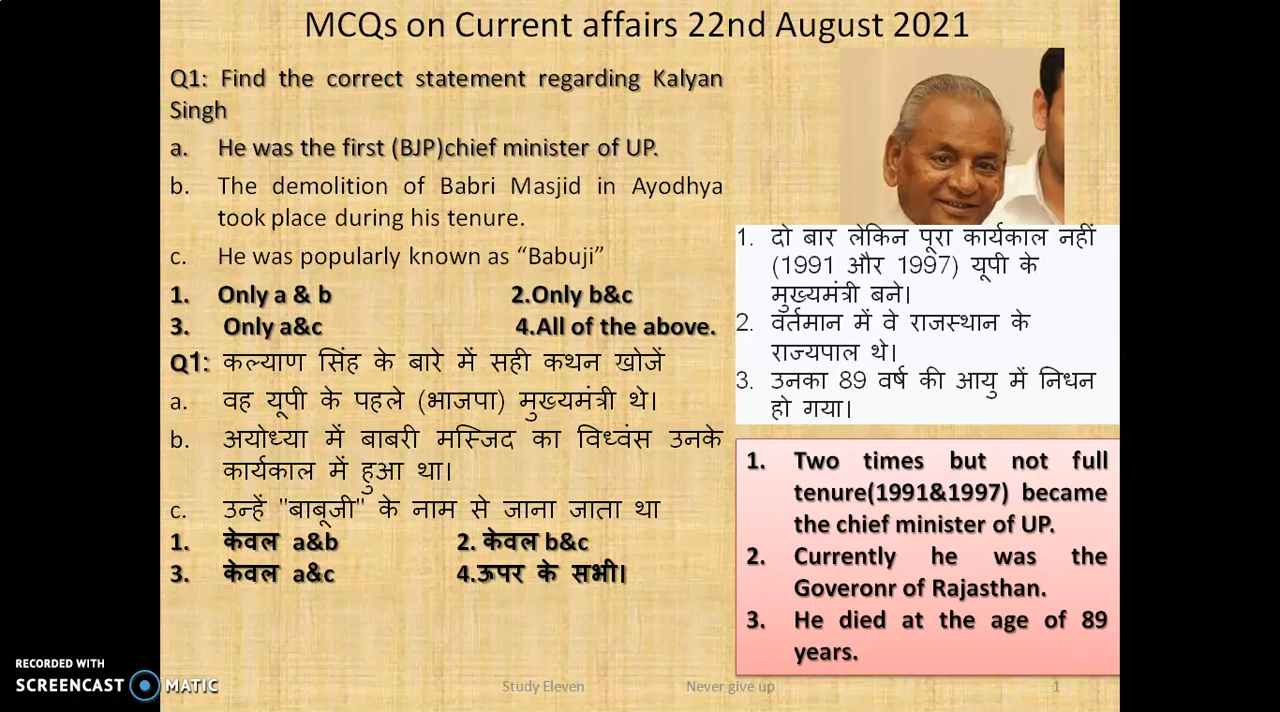 MCQs on Current affairs 22nd August 2021
Q1: Find the correct statement regarding Kalyan
Singh
a. He was the first (BJP)chief minister of UP.
b. The demolition of Babri Masjid in Ayodhya
took place during his tenure.
c. He was popularly known as “Babuji”
1. Only a & b 2.Only b&c
3. Only a&c 4.All of the above.
Q1: कल्याण सिंह के बारे में सही कथन खोजें
a. वह यूपी के पहले (भाजपा) मुख्यमंत्री थे।
b. अयोध्या में बाबरी मस्जिद का विध्वंस उनके
कार्यकाल में हुआ था।
c. उन्हें "बाबूजी" के नाम से जाना जाता था
1. केवल a&b 2. केवल b&c
3. केवल a&c 4.ऊपर के सभी।
1. दो बार लेकिन पूरा कार्यकाल नहीं
(1991 और 1997) यूपी के
मुख्यमंत्री बने।
2. वर्तमान में वे राजस्थान के
राज्यपाल थे।
3. उनका 89 वर्ष की आयु में निधन
हो गया।
1. Two times but not full
tenure(1991&1997) became
the chief minister of UP.
2. Currently he was the
Goveronr of Rajasthan.
3. He died at the age of 89
years.
RECORDED WITH
SCREENCAST MATIC
Study Eleven Never give up 1